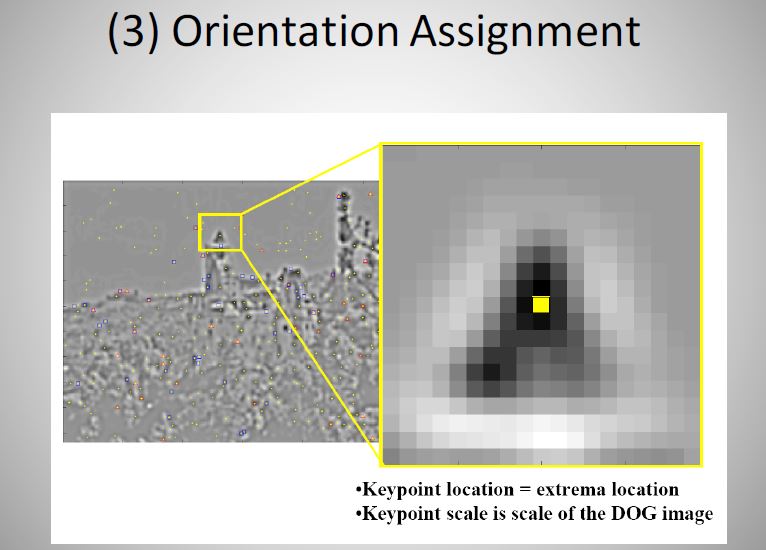 (3) Orientation Assignment
•Keypoint location = extrema location
•Keypoint scale is scale of the DOG image